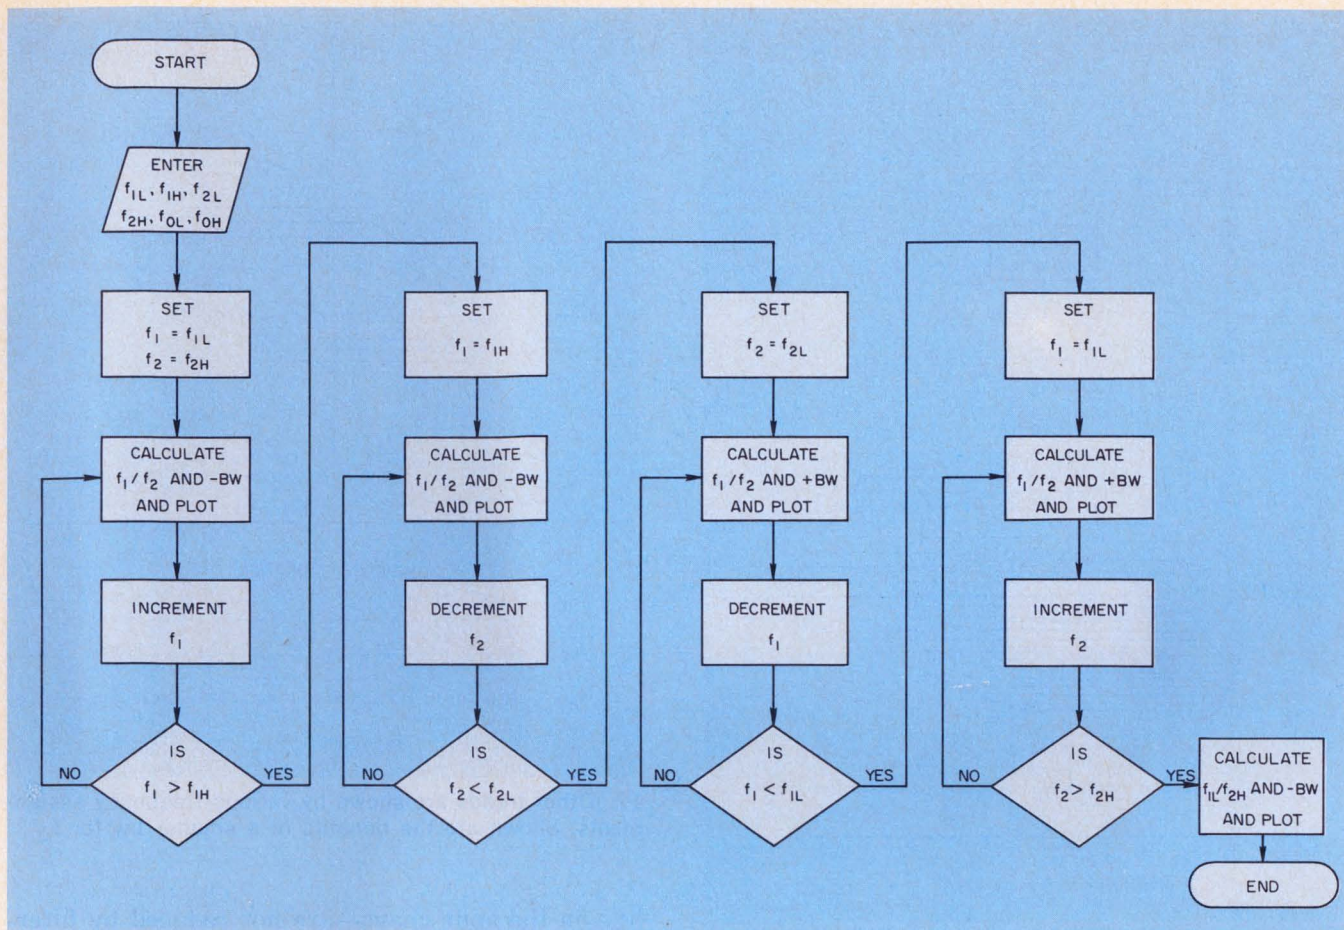 START
ENTER
f1L, f1H, f2L
f2H, f0L, f0H
SET
f1 = f1L
f2 = f2H
CALCULATE
f1/f2 AND -BW
AND PLOT
INCREMENT
f1
IS
f1 > f1H
NO
YES
SET
f1 = f1H
CALCULATE
f1/f2 AND -BW
AND PLOT
DECREMENT
f2
IS
f2 < f2L
NO
YES
SET
f2 = f2L
CALCULATE
f1/f2 AND +BW
AND PLOT
DECREMENT
f1
IS
f1 < f1L
NO
YES
SET
f1 = f1L
CALCULATE
f1/f2 AND +BW
AND PLOT
INCREMENT
f2
IS
f2 > f2H
NO
YES
CALCULATE
f1L/f2H AND -BW
AND PLOT
END